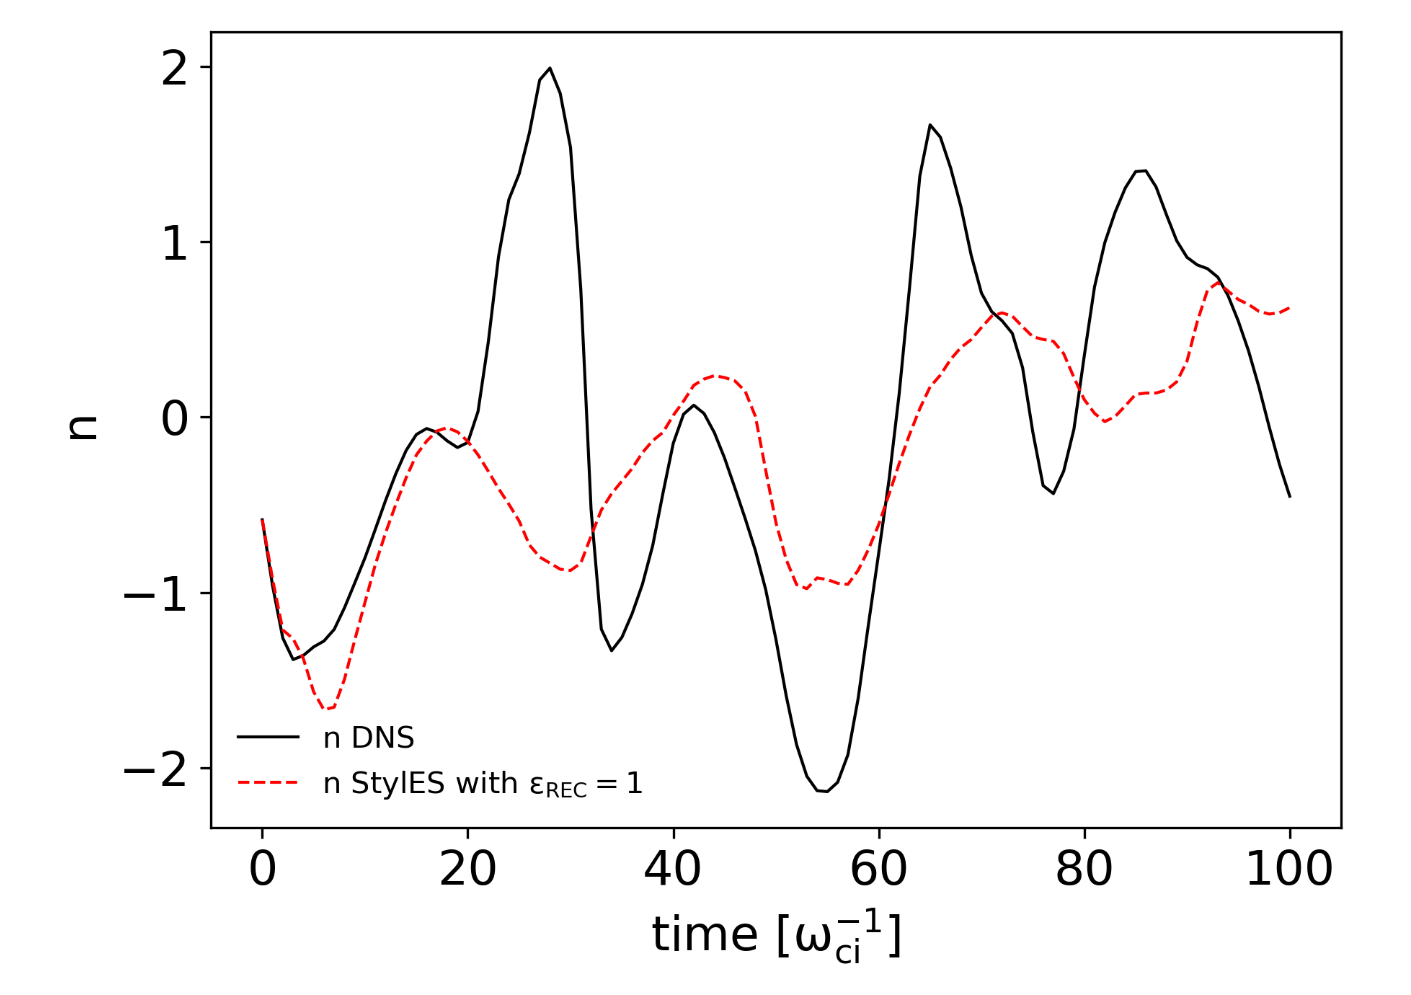 2
1
0
−1
−2
n
n DNS
n StylES with ε_REC = 1
0 20 40 60 80 100
time [ω_ci^−1]